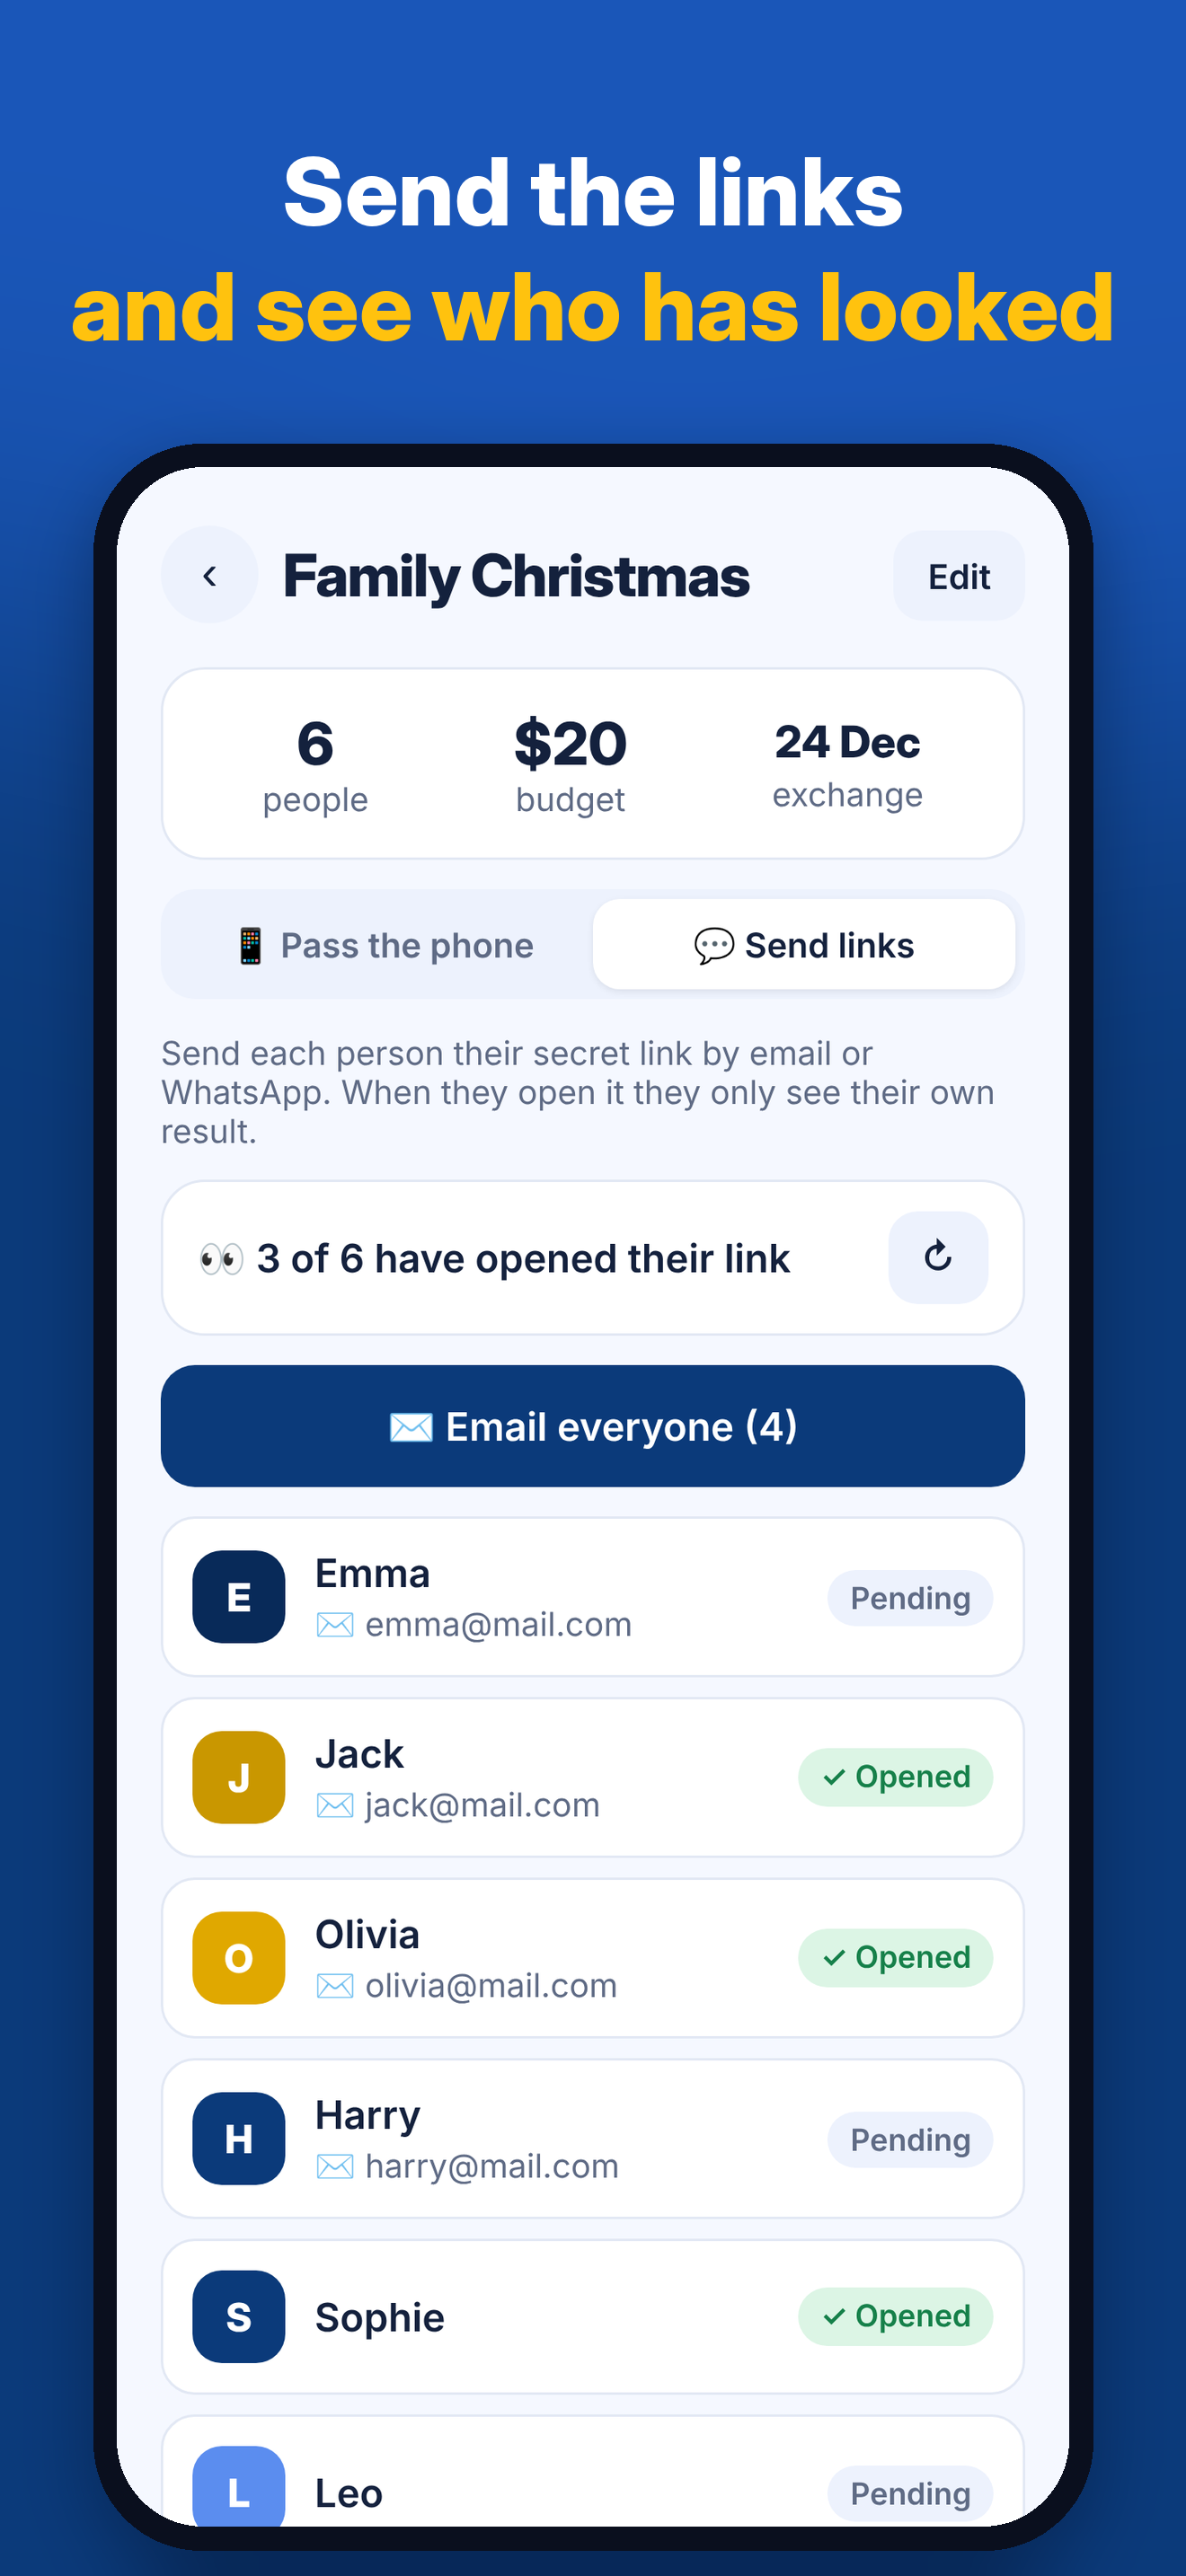 Send the links
and see who has looked
‹ Family Christmas Edit
6 $20 24 Dec
people budget exchange
📱 Pass the phone 💬 Send links
Send each person their secret link by email or
WhatsApp. When they open it they only see their own
result.
👀 3 of 6 have opened their link ↻
✉️ Email everyone (4)
E Emma Pending
✉️ emma@mail.com
J Jack ✓ Opened
✉️ jack@mail.com
O Olivia ✓ Opened
✉️ olivia@mail.com
H Harry Pending
✉️ harry@mail.com
S Sophie ✓ Opened
L Leo Pending